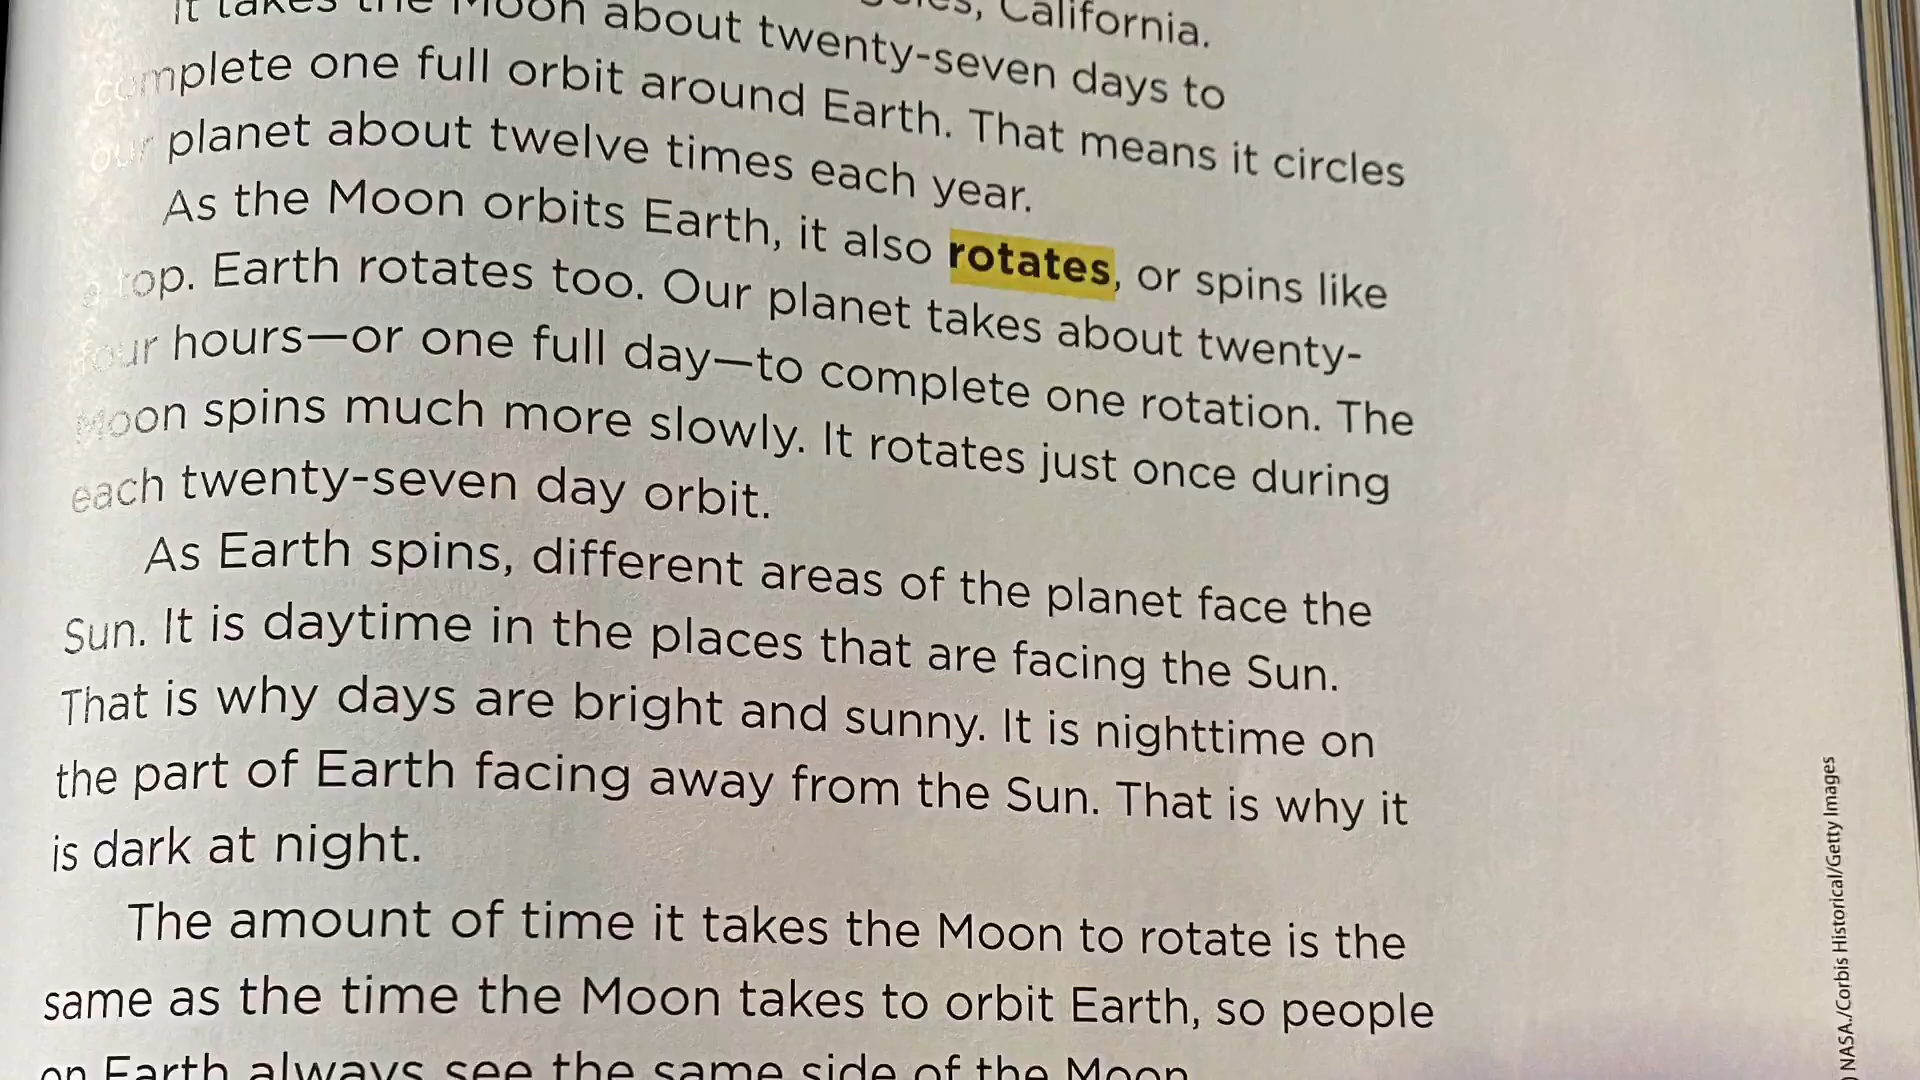 California.
It takes the Moon about twenty-seven days to
complete one full orbit around Earth. That means it circles
our planet about twelve times each year.
As the Moon orbits Earth, it also rotates, or spins like
a top. Earth rotates too. Our planet takes about twenty-
four hours—or one full day—to complete one rotation. The
Moon spins much more slowly. It rotates just once during
each twenty-seven day orbit.
As Earth spins, different areas of the planet face the
Sun. It is daytime in the places that are facing the Sun.
That is why days are bright and sunny. It is nighttime on
the part of Earth facing away from the Sun. That is why it
is dark at night.
The amount of time it takes the Moon to rotate is the
same as the time the Moon takes to orbit Earth, so people
on Earth always see the same side of the Moon.
) NASA./Corbis Historical/Getty Images